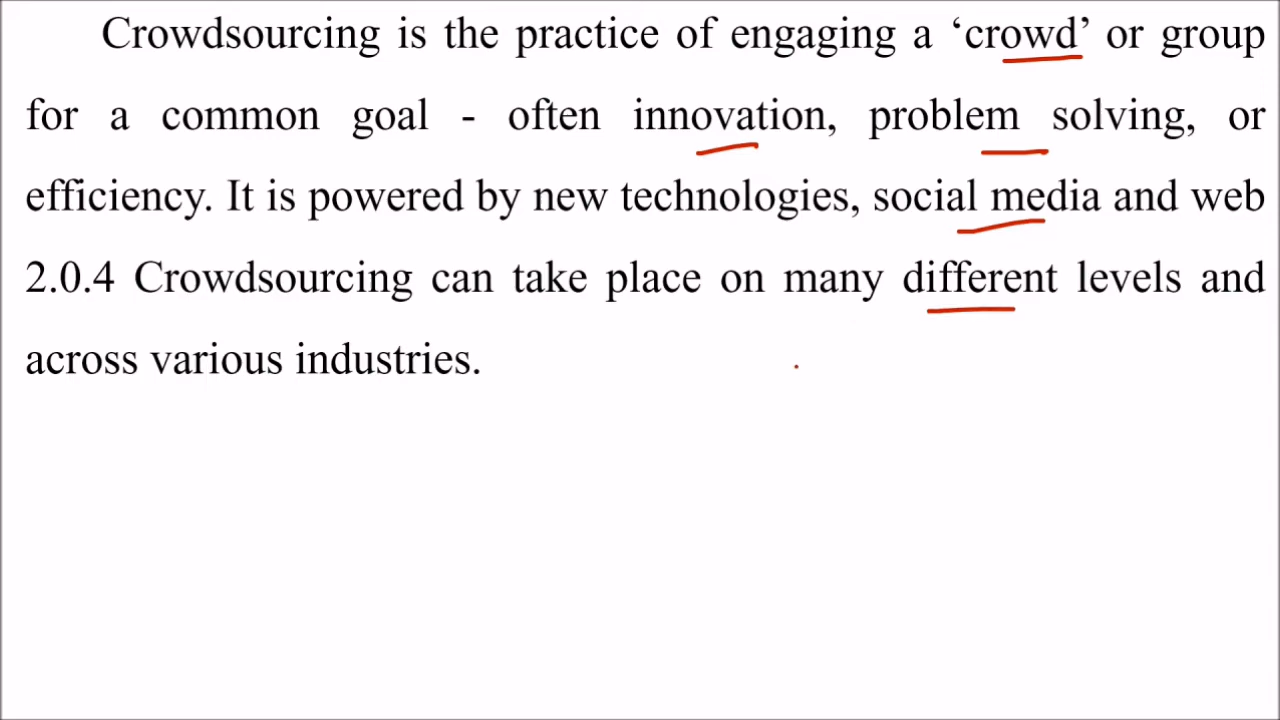 Crowdsourcing is the practice of engaging a ‘crowd’ or group
for a common goal - often innovation, problem solving, or
efficiency. It is powered by new technologies, social media and web
2.0.4 Crowdsourcing can take place on many different levels and
across various industries.